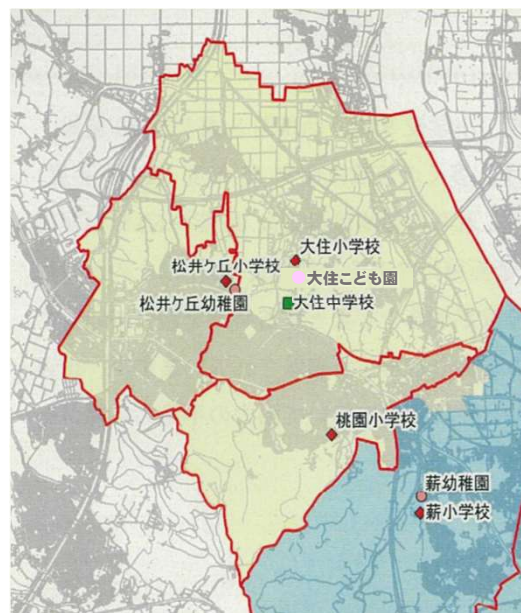 大住小学校
松井ケ丘小学校
大住こども園
松井ケ丘幼稚園
大住中学校
桃園小学校
薪幼稚園
薪小学校